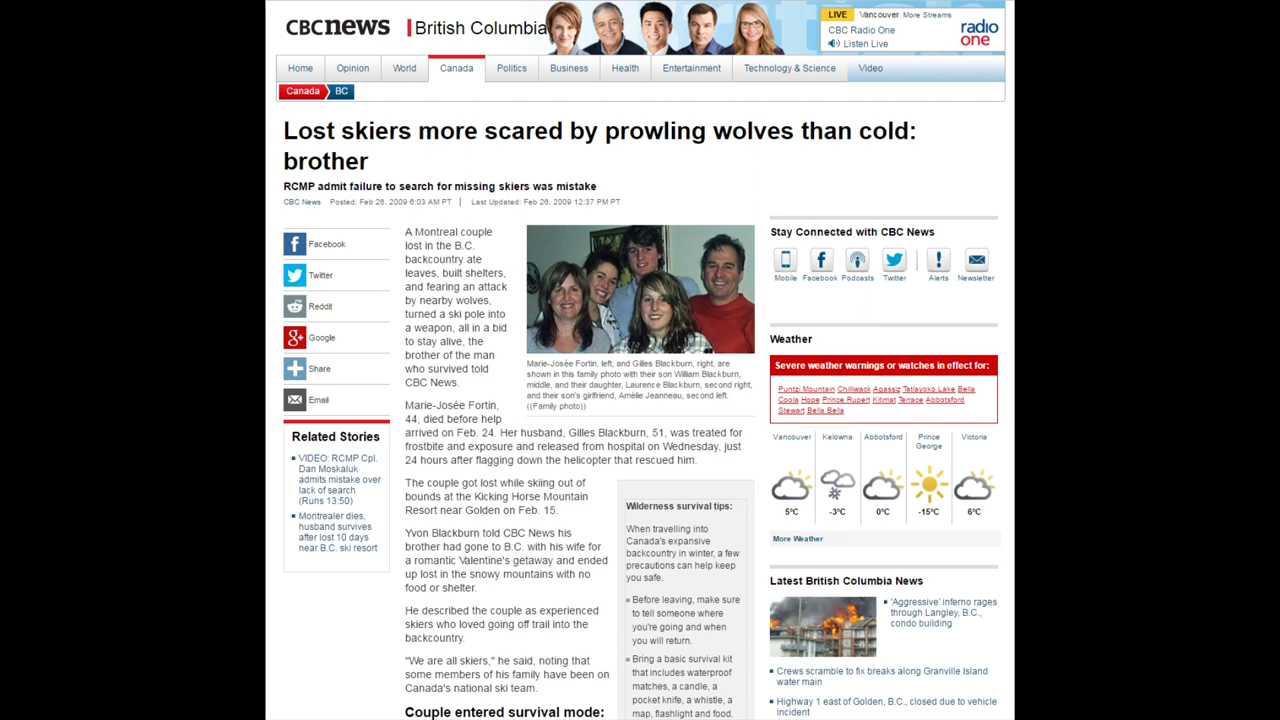 CBCnews
British Columbia
LIVE Vancouver More Streams
CBC Radio One
Listen Live
radio
one
Home Opinion World Canada Politics Business Health Entertainment Technology & Science Video
Canada BC
Lost skiers more scared by prowling wolves than cold:
brother
RCMP admit failure to search for missing skiers was mistake
CBC News Posted: Feb 26, 2009 6:03 AM PT | Last Updated: Feb 26, 2009 12:37 PM PT
Facebook
Twitter
Reddit
Google
Share
Email
Related Stories
VIDEO: RCMP Cpl.
Dan Moskaluk
admits mistake over
lack of search
(Runs 13:50)
Montrealer dies,
husband survives
after lost 10 days
near B.C. ski resort
A Montreal couple
lost in the B.C.
backcountry ate
leaves, built shelters,
and fearing an attack
by nearby wolves,
turned a ski pole into
a weapon, all in a bid
to stay alive, the
brother of the man
who survived told
CBC News.
Marie-Josée Fortin, left, and Gilles Blackburn, right, are
shown in this family photo with their son William Blackburn,
middle, and their daughter, Laurence Blackburn, second right,
and their son's girlfriend, Amélie Jeanneau, second left.
((Family photo))
Marie-Josée Fortin,
44, died before help
arrived on Feb. 24. Her husband, Gilles Blackburn, 51, was treated for
frostbite and exposure and released from hospital on Wednesday, just
24 hours after flagging down the helicopter that rescued him.
The couple got lost while skiing out of
bounds at the Kicking Horse Mountain
Resort near Golden on Feb. 15.
Yvon Blackburn told CBC News his
brother had gone to B.C. with his wife for
a romantic Valentine's getaway and ended
up lost in the snowy mountains with no
food or shelter.
He described the couple as experienced
skiers who loved going off trail into the
backcountry.
"We are all skiers," he said, noting that
some members of his family have been on
Canada's national ski team.
Couple entered survival mode:
Wilderness survival tips:
When travelling into
Canada's expansive
backcountry in winter, a few
precautions can help keep
you safe.
Before leaving, make sure
to tell someone where
you're going and when
you will return.
Bring a basic survival kit
that includes waterproof
matches, a candle, a
pocket knife, a whistle, a
map, flashlight and food.
Stay Connected with CBC News
Mobile Facebook Podcasts Twitter Alerts Newsletter
Weather
Severe weather warnings or watches in effect for:
Puntzi Mountain Chilliwack Agassiz Tatlayoko Lake Bella
Coola Hope Prince Rupert Kitimat Terrace Abbotsford
Stewart Bella Bella
Vancouver Kelowna Abbotsford Prince George Victoria
5°C -3°C 0°C -15°C 6°C
More Weather
Latest British Columbia News
'Aggressive' inferno rages
through Langley, B.C.,
condo building
Crews scramble to fix breaks along Granville Island
water main
Highway 1 east of Golden, B.C., closed due to vehicle
incident